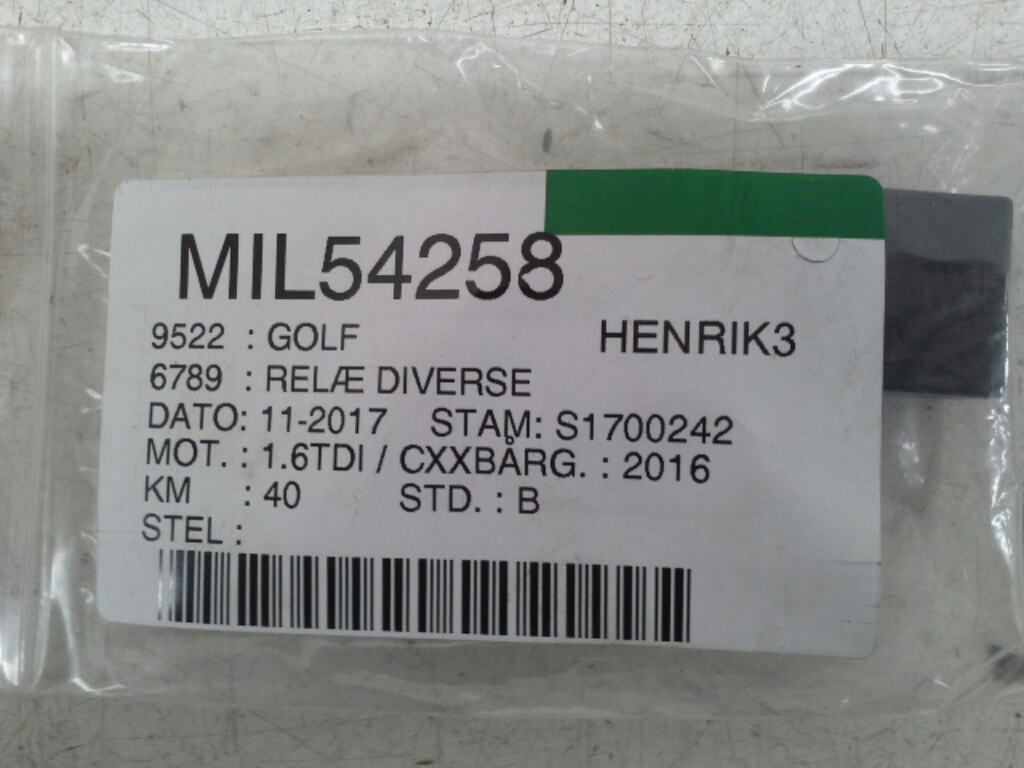 MIL54258
9522 : GOLF HENRIK3
6789 : RELÆ DIVERSE
DATO: 11-2017 STAM: S1700242
MOT. : 1.6TDI / CXXBÅRG. : 2016
KM : 40 STD. : B
STEL :